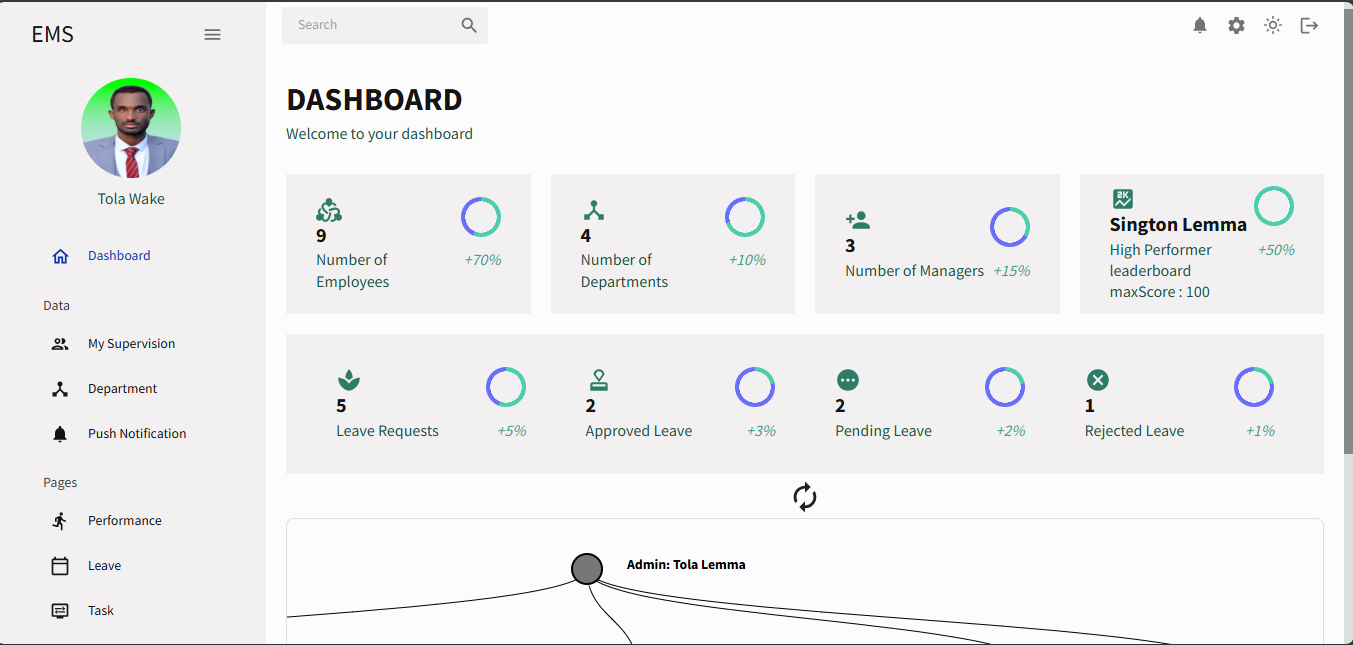 EMS
Search
Tola Wake
Dashboard
Data
My Supervision
Department
Push Notification
Pages
Performance
Leave
Task
DASHBOARD
Welcome to your dashboard
9
Number of
Employees
+70%
4
Number of
Departments
+10%
3
Number of Managers
+15%
2K
Sington Lemma
High Performer
leaderboard
maxScore : 100
+50%
5
Leave Requests
+5%
2
Approved Leave
+3%
2
Pending Leave
+2%
1
Rejected Leave
+1%
Admin: Tola Lemma